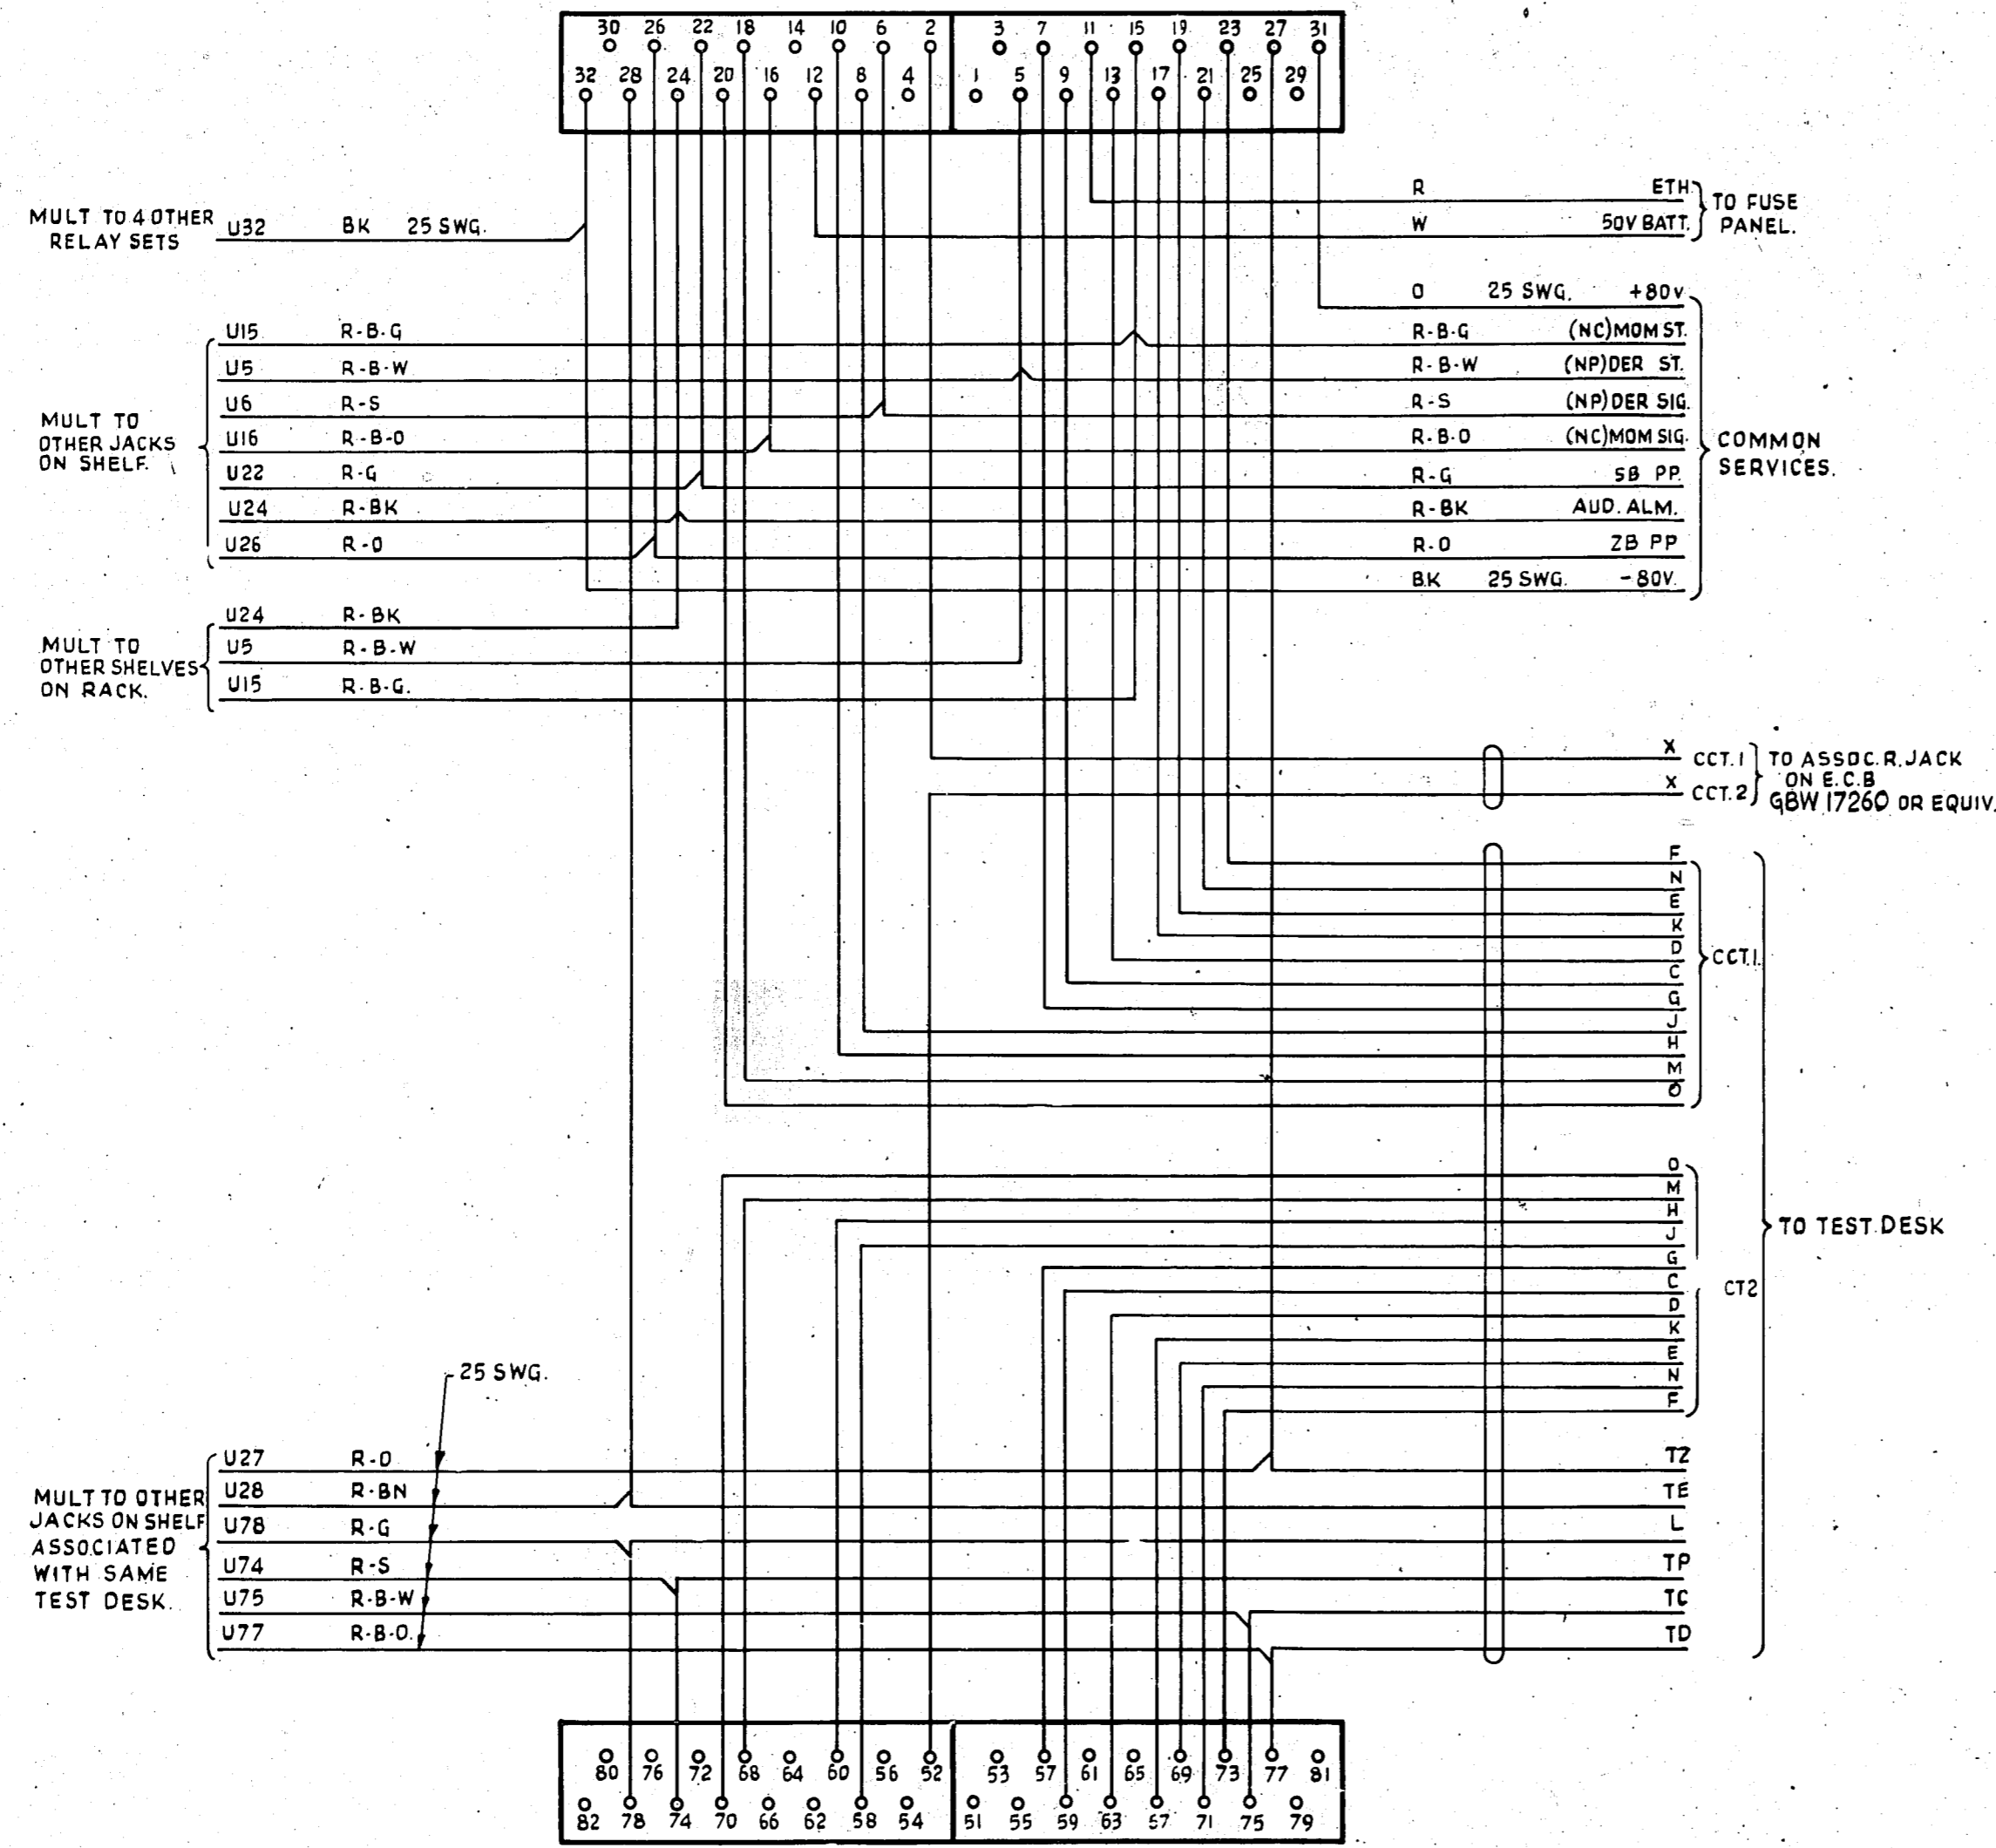 30 26 22 18 14 10 6 2 3 7 11 15 19 23 27 31
32 28 24 20 16 12 8 4 1 5 9 13 17 21 25 29
MULT TO 4 OTHER
RELAY SETS
U32 BK 25 SWG.
R ETH
W 50V BATT.
TO FUSE
PANEL.
O 25 SWG. +80V
U15 R-B-G
R-B-G (NC)MOM ST.
U5 R-B-W
R-B-W (NP)DER ST.
U6 R-S
R-S (NP)DER SIG.
U16 R-B-O
R-B-O (NC)MOM SIG.
U22 R-G
R-G SB PP.
U24 R-BK
R-BK AUD. ALM.
U26 R-O
R-O ZB PP
BK 25 SWG. -80V.
MULT TO
OTHER JACKS
ON SHELF.
COMMON
SERVICES.
U24 R-BK
U5 R-B-W
U15 R-B-G.
MULT TO
OTHER SHELVES
ON RACK.
X CCT.1
X CCT.2
TO ASSOC.R.JACK
ON E.C.B
GBW 17260 OR EQUIV.
F
N
E
K
D
C
G
J
H
M
O
CCT.1.
O
M
H
J
G
C
D
K
E
N
F
CT2
TO TEST DESK
25 SWG.
U27 R-O TZ
U28 R-BN TE
U78 R-G L
U74 R-S TP
U75 R-B-W TC
U77 R-B-O. TD
MULT TO OTHER
JACKS ON SHELF
ASSOCIATED
WITH SAME
TEST DESK.
80 76 72 68 64 60 56 52 53 57 61 65 69 73 77 81
82 78 74 70 66 62 58 54 51 55 59 63 67 71 75 79